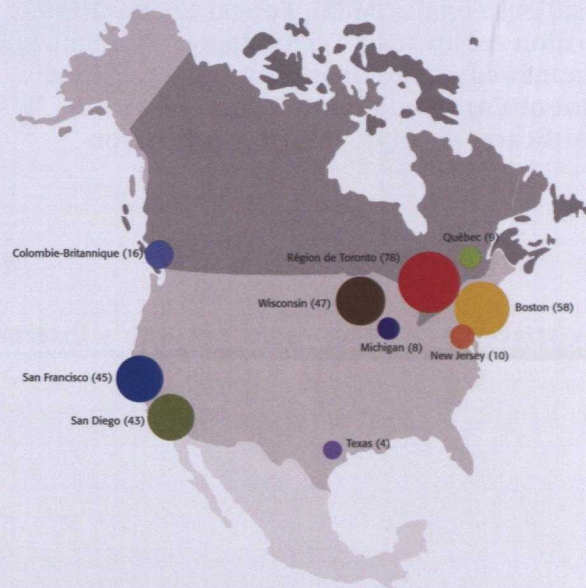 Québec (9)
Colombie-Britannique (16)
Région de Toronto (78)
Wisconsin (47)
Boston (58)
Michigan (8)
New Jersey (10)
San Francisco (45)
San Diego (43)
Texas (4)